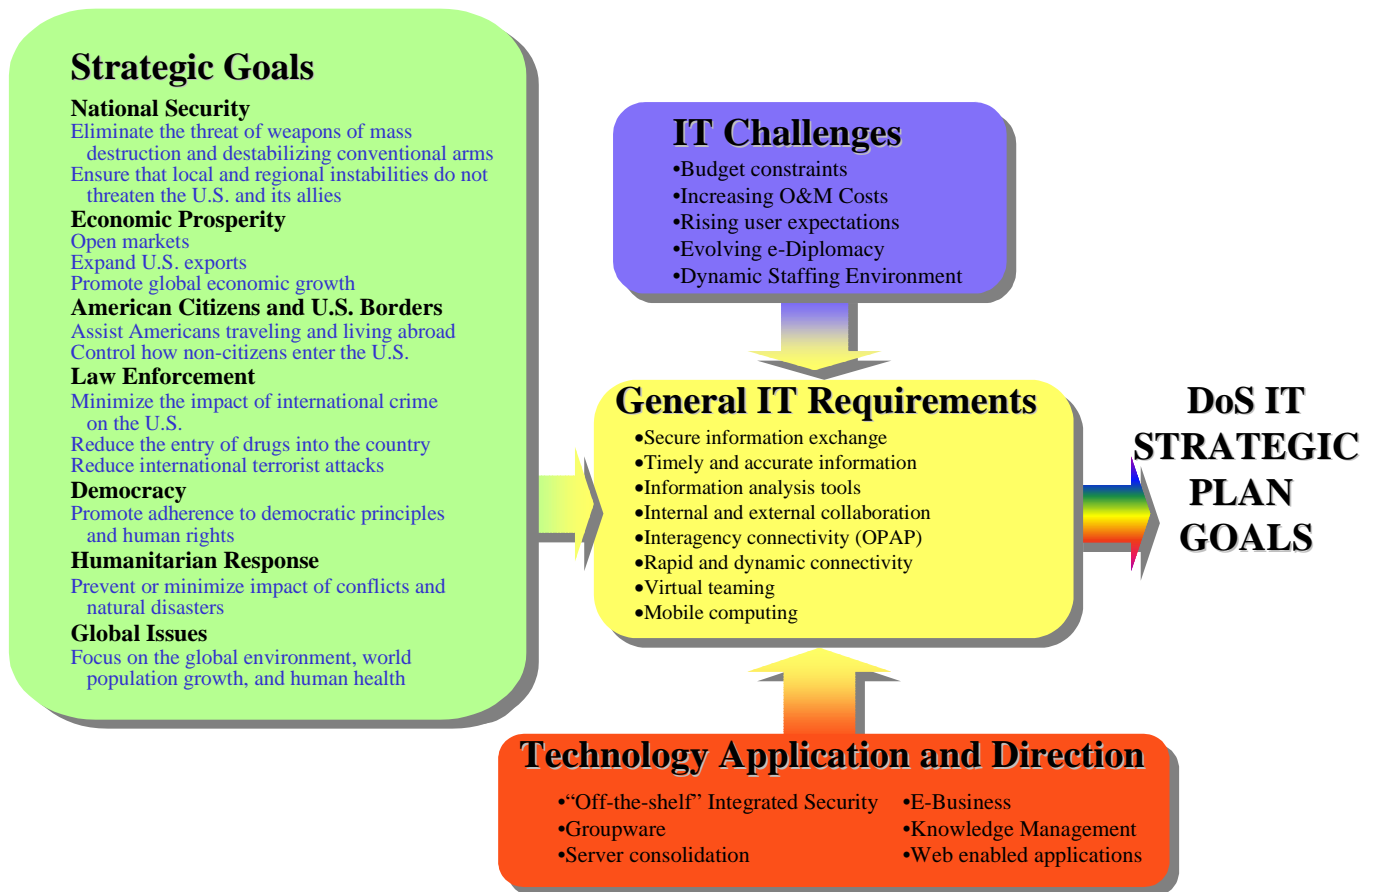 Strategic Goals
National Security
Eliminate the threat of weapons of mass
destruction and destabilizing conventional arms
Ensure that local and regional instabilities do not
threaten the U.S. and its allies
Economic Prosperity
Open markets
Expand U.S. exports
Promote global economic growth
American Citizens and U.S. Borders
Assist Americans traveling and living abroad
Control how non-citizens enter the U.S.
Law Enforcement
Minimize the impact of international crime
on the U.S.
Reduce the entry of drugs into the country
Reduce international terrorist attacks
Democracy
Promote adherence to democratic principles
and human rights
Humanitarian Response
Prevent or minimize impact of conflicts and
natural disasters
Global Issues
Focus on the global environment, world
population growth, and human health
IT Challenges
•Budget constraints
•Increasing O&M Costs
•Rising user expectations
•Evolving e-Diplomacy
•Dynamic Staffing Environment
General IT Requirements
•Secure information exchange
•Timely and accurate information
•Information analysis tools
•Internal and external collaboration
•Interagency connectivity (OPAP)
•Rapid and dynamic connectivity
•Virtual teaming
•Mobile computing
DoS IT
STRATEGIC
PLAN
GOALS
Technology Application and Direction
•“Off-the-shelf” Integrated Security
•Groupware
•Server consolidation
•E-Business
•Knowledge Management
•Web enabled applications